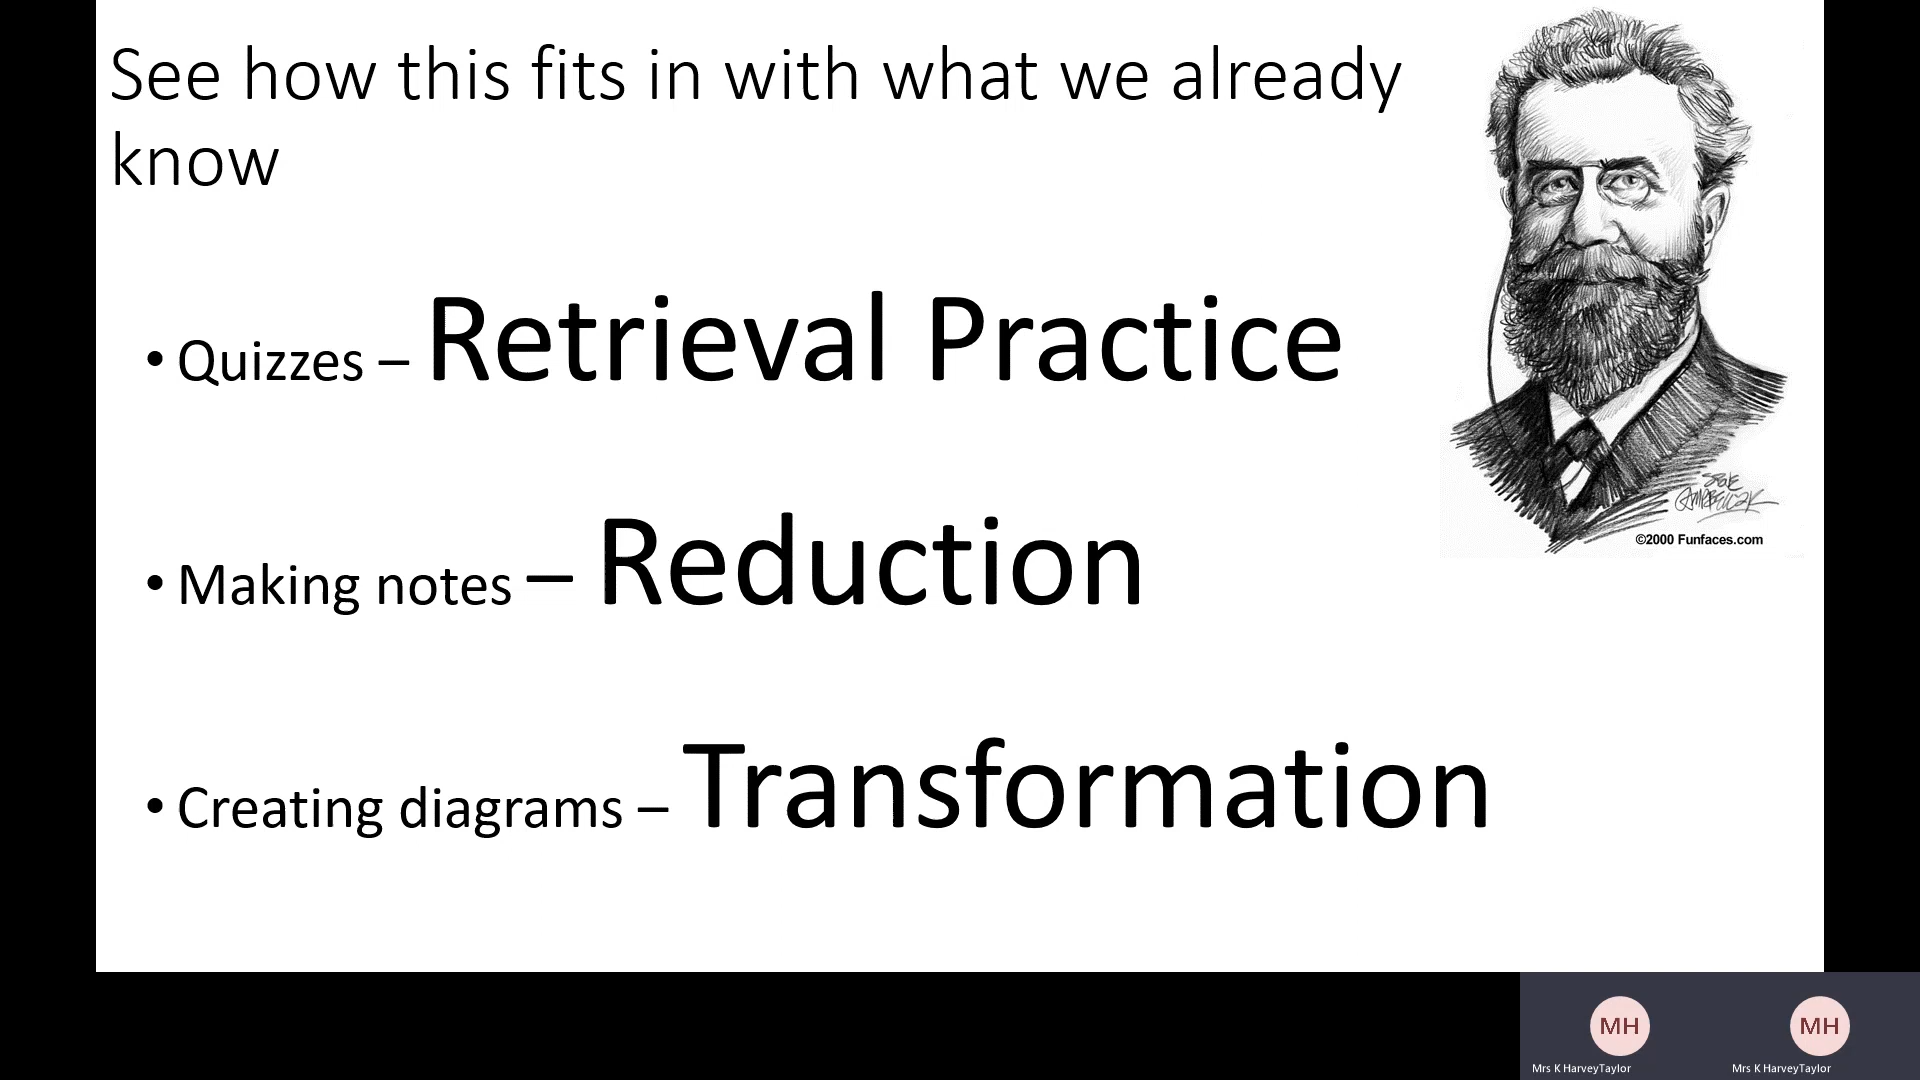 See how this fits in with what we already
know
• Quizzes – Retrieval Practice
• Making notes – Reduction
• Creating diagrams – Transformation
©2000 Funfaces.com
MH
MH
Mrs K HarveyTaylor
Mrs K HarveyTaylor